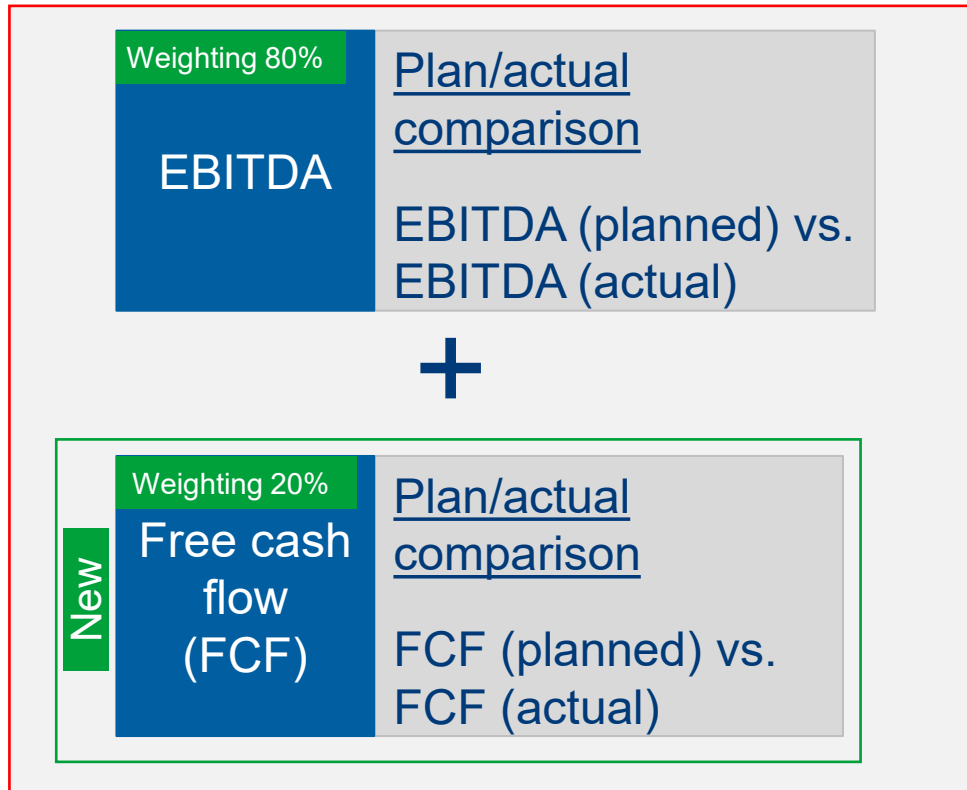 Weighting 80%
EBITDA
Plan/actual
comparison
EBITDA (planned) vs.
EBITDA (actual)
+
New
Weighting 20%
Free cash
flow
(FCF)
Plan/actual
comparison
FCF (planned) vs.
FCF (actual)